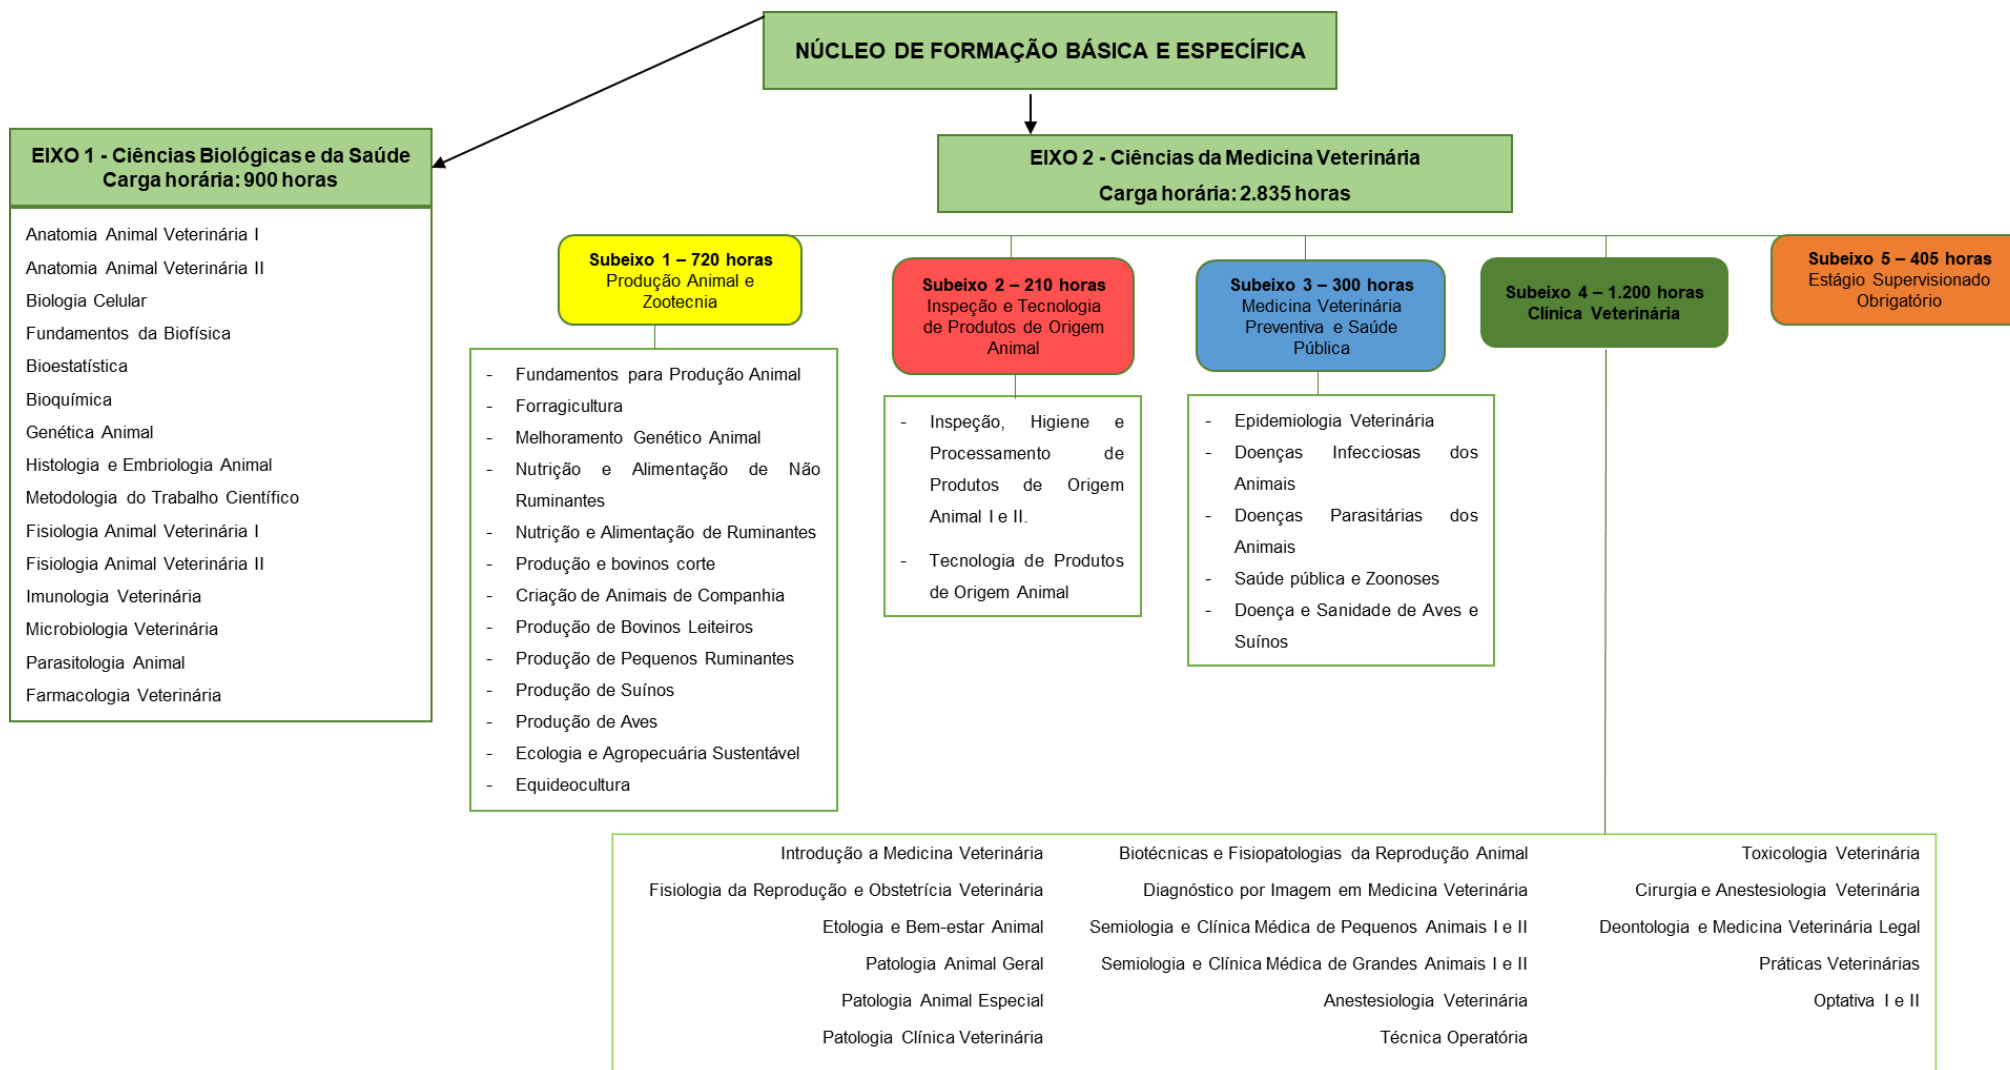 NÚCLEO DE FORMAÇÃO BÁSICA E ESPECÍFICA
EIXO 1 - Ciências Biológicas e da Saúde
Carga horária: 900 horas
Anatomia Animal Veterinária I
Anatomia Animal Veterinária II
Biologia Celular
Fundamentos da Biofísica
Bioestatística
Bioquímica
Genética Animal
Histologia e Embriologia Animal
Metodologia do Trabalho Científico
Fisiologia Animal Veterinária I
Fisiologia Animal Veterinária II
Imunologia Veterinária
Microbiologia Veterinária
Parasitologia Animal
Farmacologia Veterinária
EIXO 2 - Ciências da Medicina Veterinária
Carga horária: 2.835 horas
Subeixo 1 – 720 horas
Produção Animal e
Zootecnia
- Fundamentos para Produção Animal
- Forragicultura
- Melhoramento Genético Animal
- Nutrição e Alimentação de Não
Ruminantes
- Nutrição e Alimentação de Ruminantes
- Produção e bovinos corte
- Criação de Animais de Companhia
- Produção de Bovinos Leiteiros
- Produção de Pequenos Ruminantes
- Produção de Suínos
- Produção de Aves
- Ecologia e Agropecuária Sustentável
- Equideocultura
Subeixo 2 – 210 horas
Inspeção e Tecnologia
de Produtos de Origem
Animal
- Inspeção, Higiene e
Processamento de
Produtos de Origem
Animal I e II.
- Tecnologia de Produtos
de Origem Animal
Subeixo 3 – 300 horas
Medicina Veterinária
Preventiva e Saúde
Pública
- Epidemiologia Veterinária
- Doenças Infecciosas dos
Animais
- Doenças Parasitárias dos
Animais
- Saúde pública e Zoonoses
- Doença e Sanidade de Aves e
Suínos
Subeixo 4 – 1.200 horas
Clínica Veterinária
Subeixo 5 – 405 horas
Estágio Supervisionado
Obrigatório
Introdução a Medicina Veterinária
Fisiologia da Reprodução e Obstetrícia Veterinária
Etologia e Bem-estar Animal
Patologia Animal Geral
Patologia Animal Especial
Patologia Clínica Veterinária
Biotécnicas e Fisiopatologias da Reprodução Animal
Diagnóstico por Imagem em Medicina Veterinária
Semiologia e Clínica Médica de Pequenos Animais I e II
Semiologia e Clínica Médica de Grandes Animais I e II
Anestesiologia Veterinária
Técnica Operatória
Toxicologia Veterinária
Cirurgia e Anestesiologia Veterinária
Deontologia e Medicina Veterinária Legal
Práticas Veterinárias
Optativa I e II